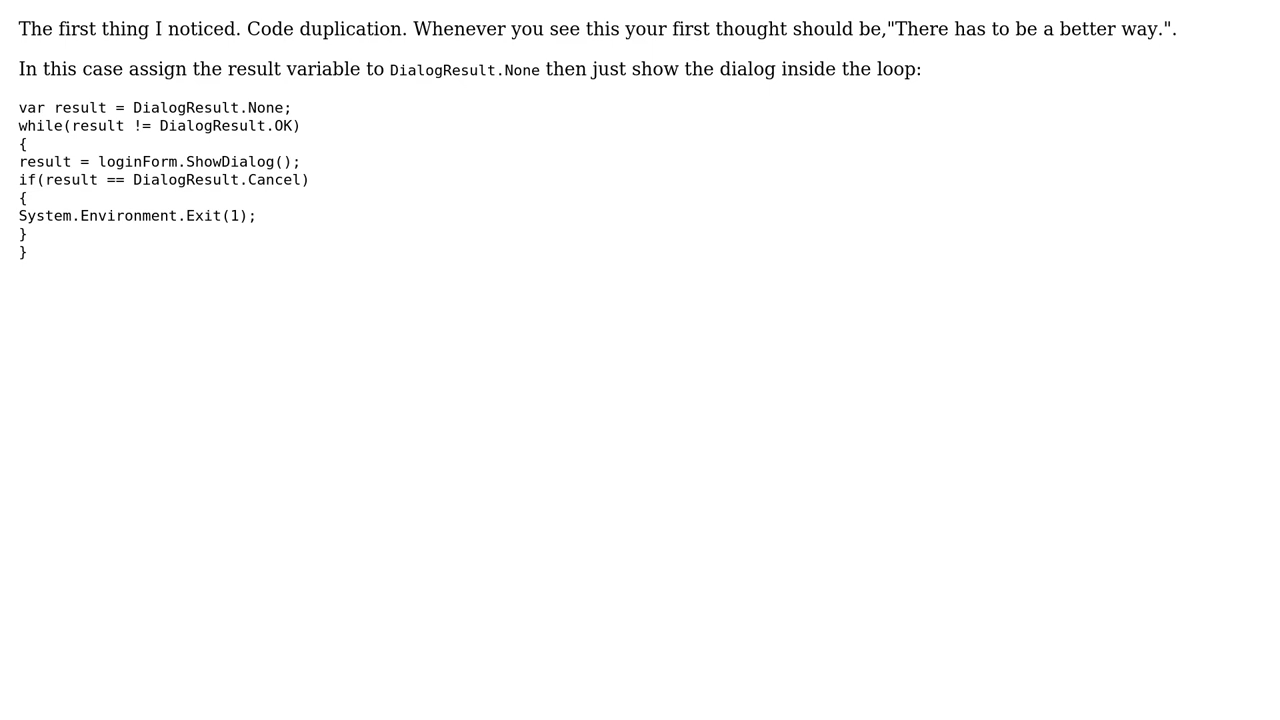 The first thing I noticed. Code duplication. Whenever you see this your first thought should be,"There has to be a better way.".
In this case assign the result variable to DialogResult.None then just show the dialog inside the loop:
var result = DialogResult.None;
while(result != DialogResult.OK)
{
result = loginForm.ShowDialog();
if(result == DialogResult.Cancel)
{
System.Environment.Exit(1);
}
}